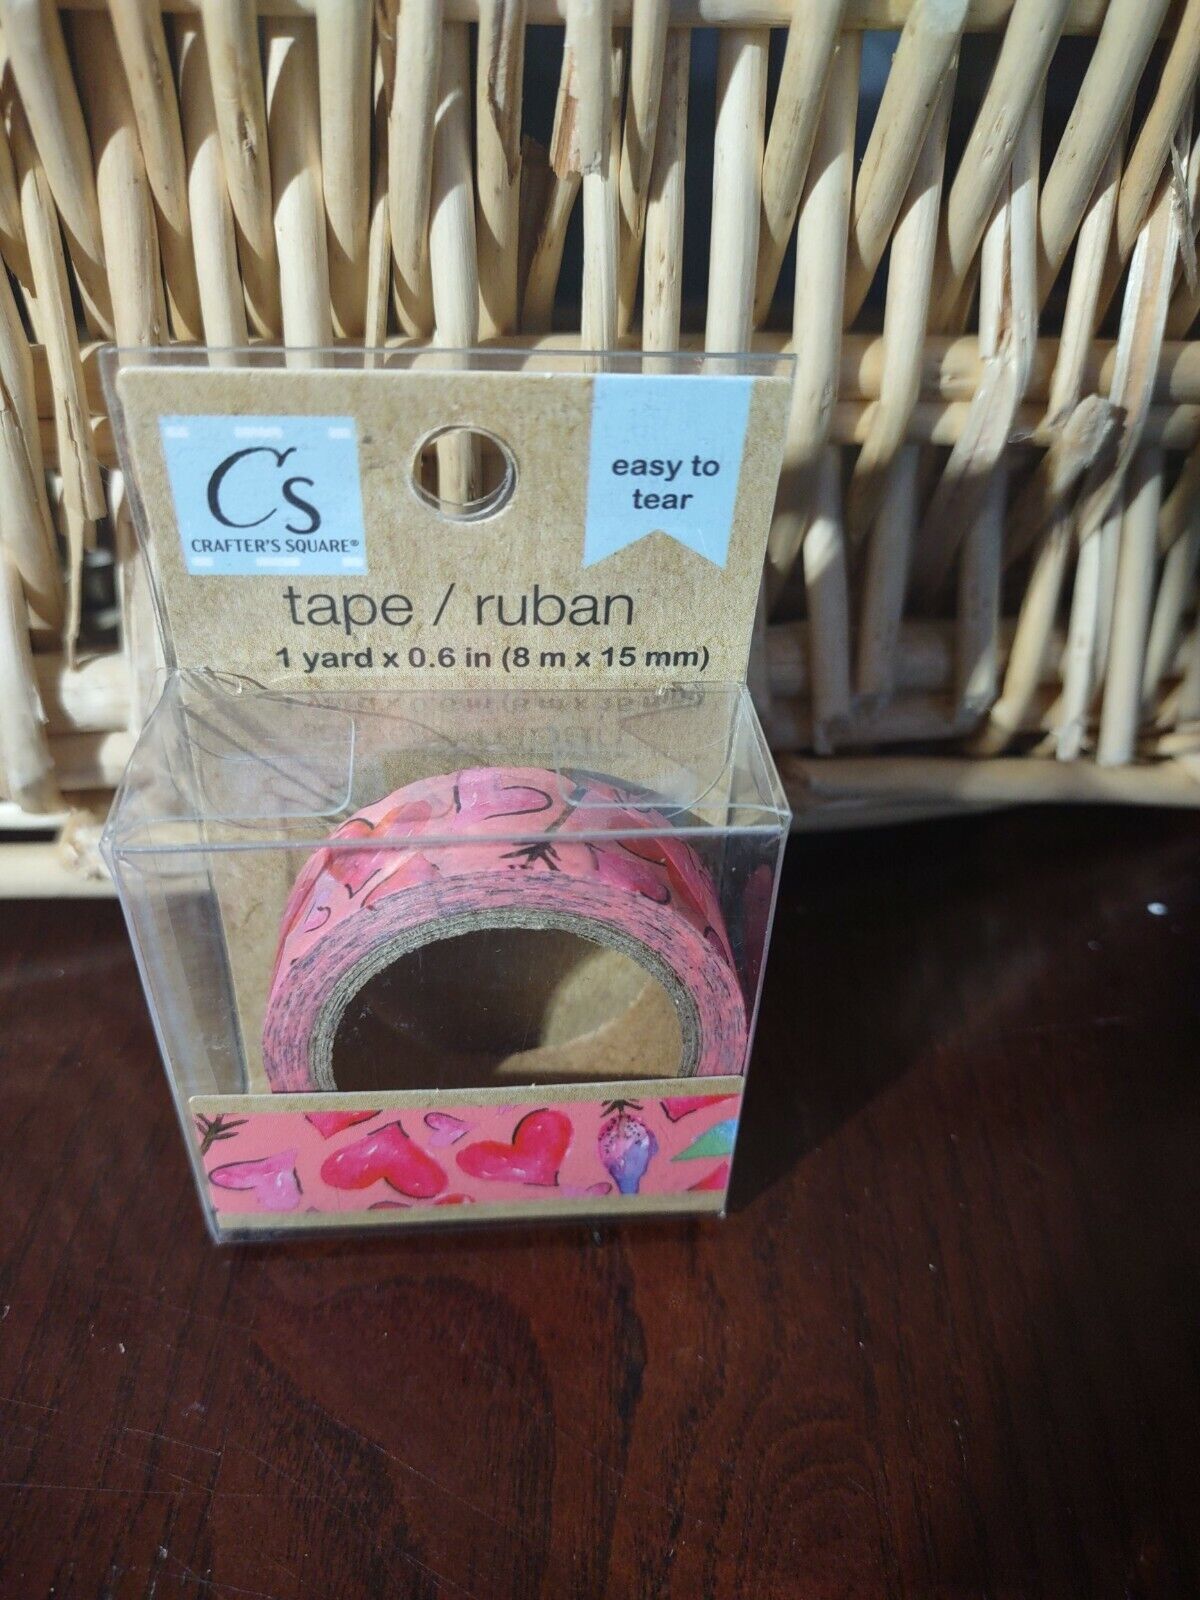 Cs
CRAFTER'S SQUARE®
easy to
tear
tape / ruban
1 yard x 0.6 in (8 m x 15 mm)